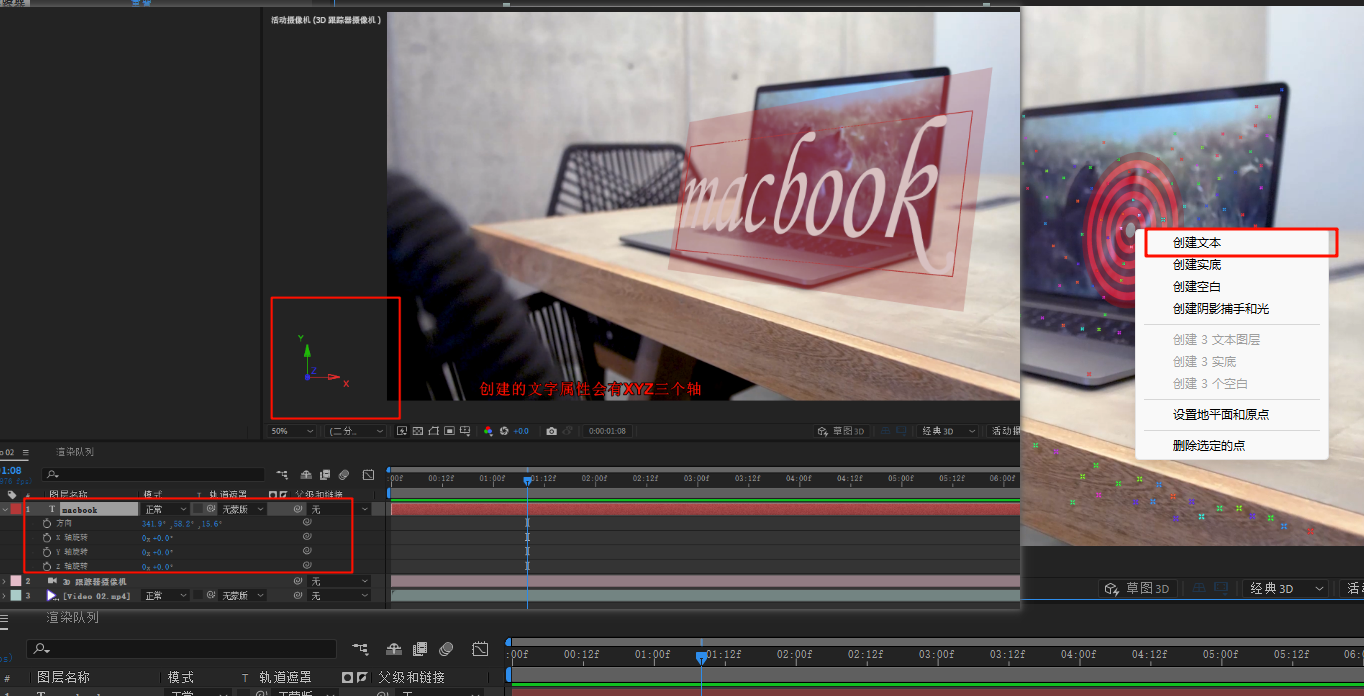 活动摄像机 (3D 跟踪器摄像机 )
macbook
创建文本
创建实底
创建空白
创建阴影捕手和光
创建 3 文本图层
创建 3 实底
创建 3 个空白
设置地平面和原点
删除选定的点
Y
Z
X
创建的文字属性会有XYZ三个轴
50%
(二分...
+0.0
0:00:01:08
草图 3D
经典 3D
活动摄
o 02
渲染队列
1:08
:00f 00:12f 01:00f 01:12f 02:00f 02:12f 03:00f 03:12f 04:00f 04:12f 05:00f 05:12f 06:00f
# 图层名称 模式 T 轨道遮罩 父级和链接
1 T macbook 正常 无蒙版 无
方向 341.9°,58.2°,15.6°
X 轴旋转 0x+0.0°
Y 轴旋转 0x+0.0°
Z 轴旋转 0x+0.0°
2 3D 跟踪器摄像机 无
3 [Video 02.mp4] 正常 无蒙版 无
草图 3D
经典 3D
活
渲染队列
:00f 00:12f 01:00f 01:12f 02:00f 02:12f 03:00f 03:12f 04:00f 04:12f 05:00f 05:12f 06:
# 图层名称 模式 T 轨道遮罩 父级和链接